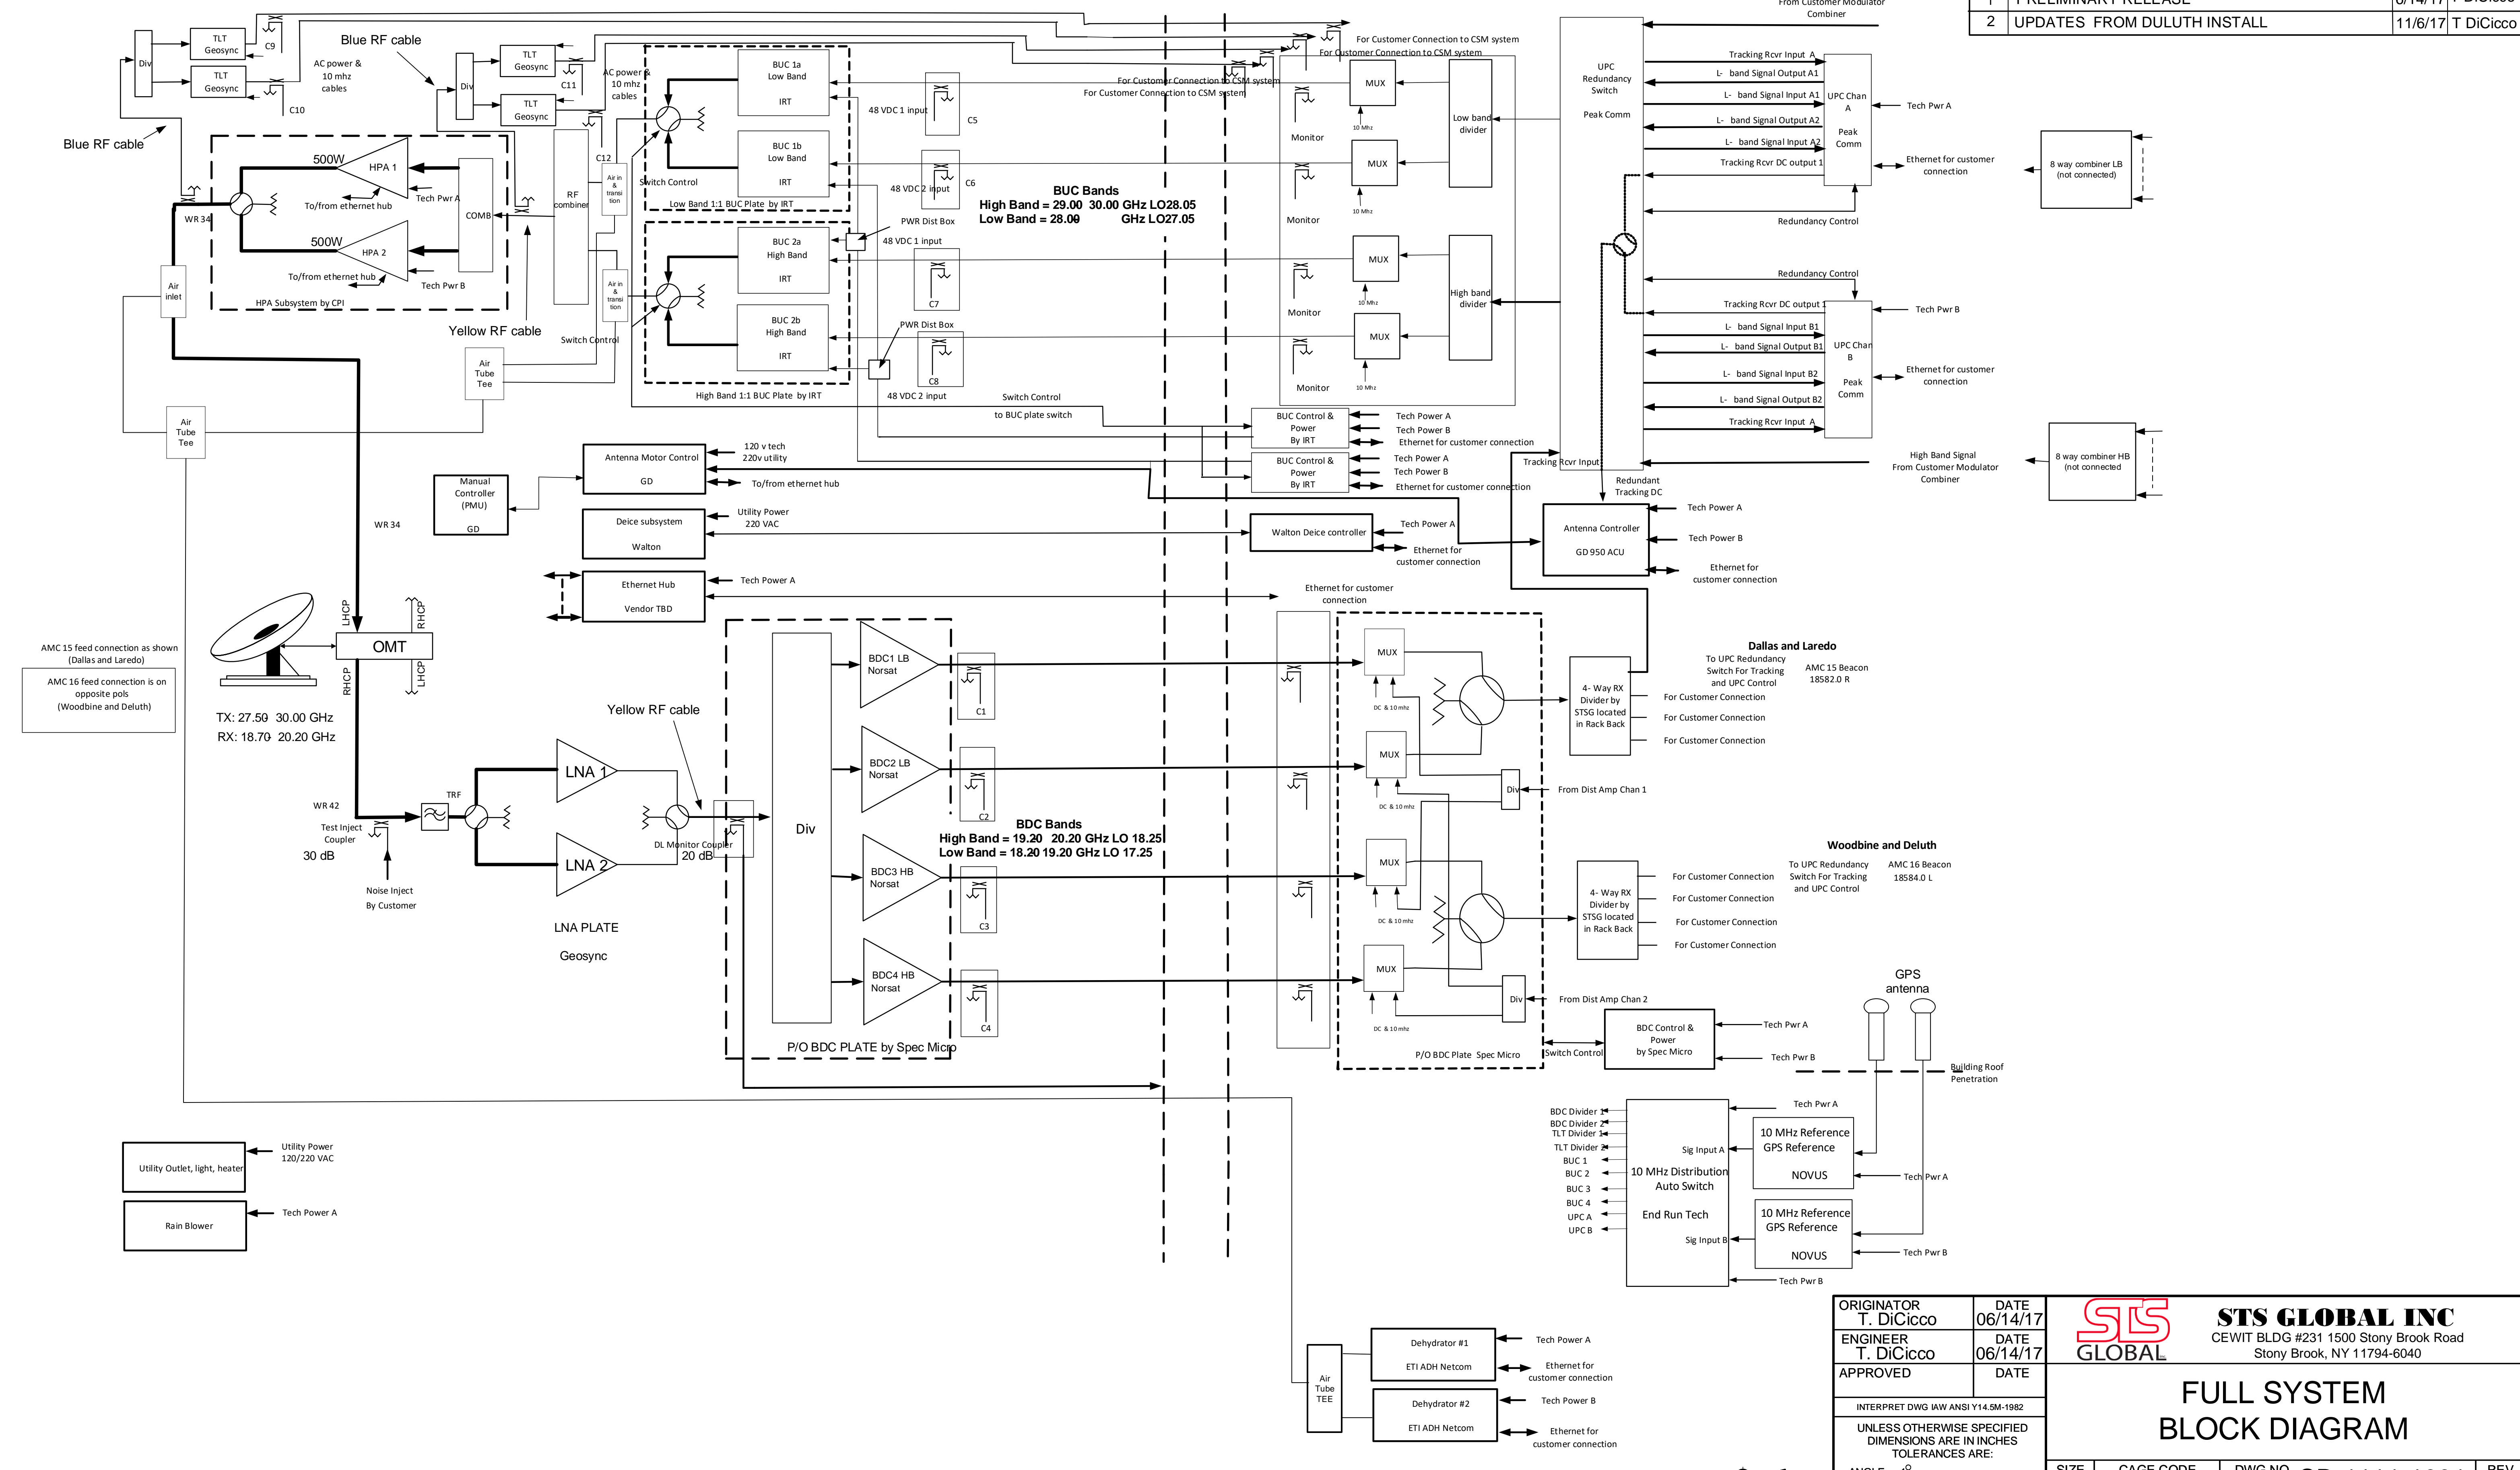 From Customer Modulator
Combiner
1 PRELIMINARY RELEASE
2 UPDATES FROM DULUTH INSTALL 11/6/17 T DiCicco
Div
TLT
Geosync
TLT
Geosync
C9
C10
AC power &
10 mhz
cables
Blue RF cable
Blue RF cable
Div
TLT
Geosync
TLT
Geosync
C11
C12
AC power &
10 mhz
cables
HPA 1
500W
To/from ethernet hub
Tech Pwr A
HPA 2
500W
To/from ethernet hub
Tech Pwr B
COMB
HPA Subsystem by CPI
WR 34
Air
inlet
Yellow RF cable
RF
combiner
Air in
&
transi
tion
Air in
&
transi
tion
Air
Tube
Tee
Air
Tube
Tee
Switch Control
Switch Control
BUC 1a
Low Band
IRT
BUC 1b
Low Band
IRT
Low Band 1:1 BUC Plate by IRT
BUC 2a
High Band
IRT
BUC 2b
High Band
IRT
High Band 1:1 BUC Plate by IRT
48 VDC 1 input
C5
48 VDC 2 input
C6
PWR Dist Box
48 VDC 1 input
C7
PWR Dist Box
C8
48 VDC 2 input
BUC Bands
High Band = 29.00 30.00 GHz LO28.05
Low Band = 28.00 GHz LO27.05
Switch Control
to BUC plate switch
For Customer Connection to CSM system
For Customer Connection to CSM system
For Customer Connection to CSM system
For Customer Connection to CSM system
Monitor
Monitor
Monitor
Monitor
MUX
10 Mhz
MUX
10 Mhz
MUX
10 Mhz
MUX
10 Mhz
Low band
divider
High band
divider
UPC
Redundancy
Switch
Peak Comm
Tracking Rcvr Input A
L- band Signal Output A1
L- band Signal Input A1
L- band Signal Output A2
L- band Signal Input A2
Tracking Rcvr DC output 1
Redundancy Control
UPC Chan
A
Peak
Comm
Tech Pwr A
Ethernet for customer
connection
8 way combiner LB
(not connected)
Redundancy Control
Tracking Rcvr DC output 1
L- band Signal Input B1
L- band Signal Output B1
L- band Signal Input B2
L- band Signal Output B2
Tracking Rcvr Input A
UPC Chan
B
Peak
Comm
Tech Pwr B
Ethernet for customer
connection
High Band Signal
From Customer Modulator
Combiner
8 way combiner HB
(not connected
Tracking Rcvr Input
Redundant
Tracking DC
BUC Control &
Power
By IRT
Tech Power A
Tech Power B
Ethernet for customer connection
BUC Control &
Power
By IRT
Tech Power A
Tech Power B
Ethernet for customer connection
Antenna Motor Control
GD
120 v tech
220v utility
To/from ethernet hub
Manual
Controller
(PMU)
GD
Deice subsystem
Walton
Utility Power
220 VAC
Walton Deice controller
Tech Power A
Ethernet for
customer connection
Antenna Controller
GD 950 ACU
Tech Power A
Tech Power B
Ethernet for
customer connection
Ethernet Hub
Vendor TBD
Tech Power A
Ethernet for customer
connection
WR 34
LHCP
RHCP
OMT
RHCP
LHCP
AMC 15 feed connection as shown
(Dallas and Laredo)
AMC 16 feed connection is on
opposite pols
(Woodbine and Deluth)
TX: 27.50 30.00 GHz
RX: 18.70 20.20 GHz
WR 42
Test Inject
Coupler
30 dB
Noise Inject
By Customer
TRF
LNA 1
LNA 2
LNA PLATE
Geosync
Yellow RF cable
DL Monitor Coupler
20 dB
Div
BDC1 LB
Norsat
BDC2 LB
Norsat
BDC3 HB
Norsat
BDC4 HB
Norsat
P/O BDC PLATE by Spec Micro
C1
C2
C3
C4
BDC Bands
High Band = 19.20 20.20 GHz LO 18.25
Low Band = 18.20 19.20 GHz LO 17.25
MUX
DC & 10 mhz
MUX
DC & 10 mhz
MUX
DC & 10 mhz
MUX
DC & 10 mhz
Div
From Dist Amp Chan 1
Div
From Dist Amp Chan 2
P/O BDC Plate Spec Micro
4- Way RX
Divider by
STSG located
in Rack Back
Dallas and Laredo
To UPC Redundancy
Switch For Tracking
and UPC Control
AMC 15 Beacon
18582.0 R
For Customer Connection
For Customer Connection
For Customer Connection
Woodbine and Deluth
To UPC Redundancy
Switch For Tracking
and UPC Control
AMC 16 Beacon
18584.0 L
4- Way RX
Divider by
STSG located
in Rack Back
For Customer Connection
For Customer Connection
For Customer Connection
For Customer Connection
Switch Control
BDC Control &
Power
by Spec Micro
Tech Pwr A
Tech Pwr B
GPS
antenna
Building Roof
Penetration
BDC Divider 1
BDC Divider 2
TLT Divider 1
TLT Divider 2
BUC 1
BUC 2
BUC 3
BUC 4
UPC A
UPC B
10 MHz Distribution
Auto Switch
End Run Tech
Sig Input A
Sig Input B
Tech Pwr A
Tech Pwr B
10 MHz Reference
GPS Reference
NOVUS
Tech Pwr A
10 MHz Reference
GPS Reference
NOVUS
Tech Pwr B
Utility Outlet, light, heater
Utility Power
120/220 VAC
Rain Blower
Tech Power A
Air
Tube
TEE
Dehydrator #1
ETI ADH Netcom
Tech Power A
Ethernet for
customer connection
Dehydrator #2
ETI ADH Netcom
Tech Power B
Ethernet for
customer connection
ORIGINATOR DATE
T. DiCicco 06/14/17
ENGINEER DATE
T. DiCicco 06/14/17
APPROVED DATE
INTERPRET DWG IAW ANSI Y14.5M-1982
UNLESS OTHERWISE SPECIFIED
DIMENSIONS ARE IN INCHES
TOLERANCES ARE:
STS
GLOBAL
STS GLOBAL INC
CEWIT BLDG #231 1500 Stony Brook Road
Stony Brook, NY 11794-6040
FULL SYSTEM
BLOCK DIAGRAM
SIZE CAGE CODE DWG NO REV